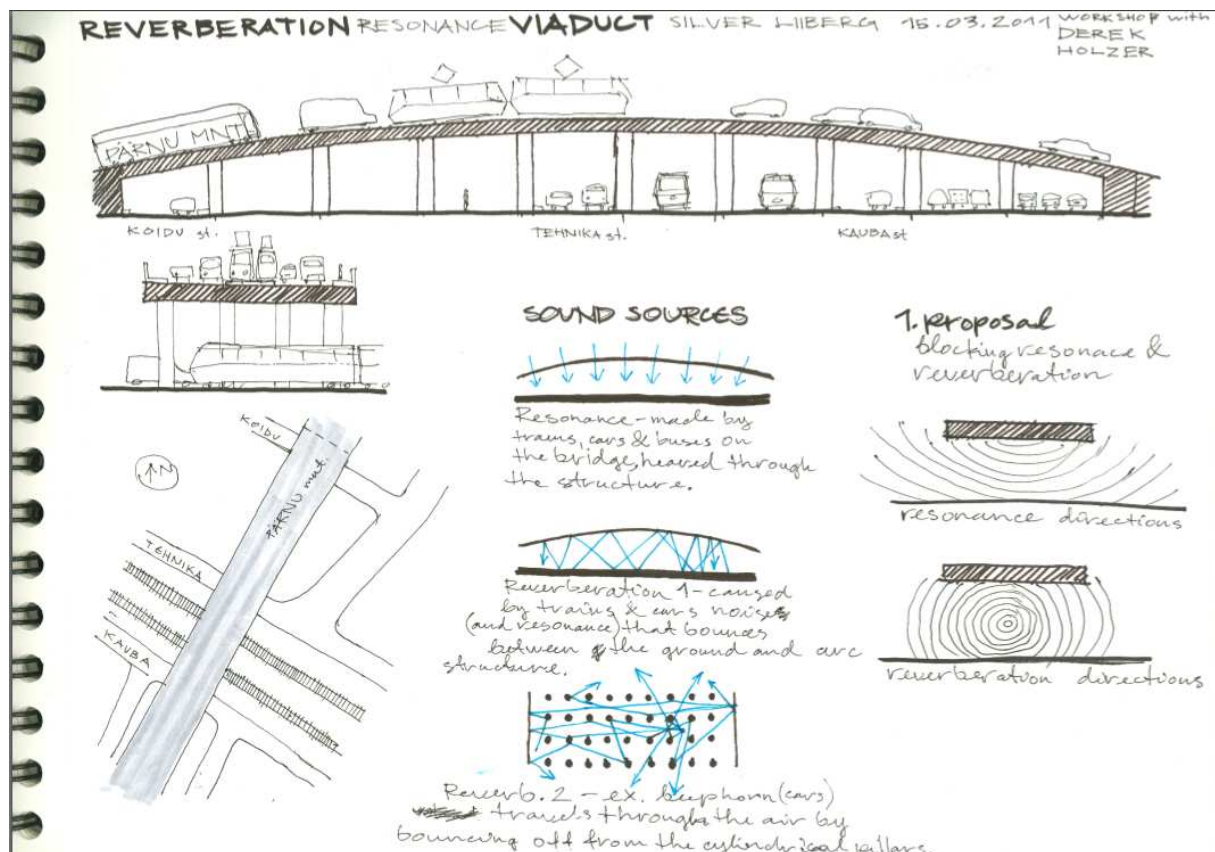 REVERBERATION RESONANCE VIADUCT SILVER LIIBERG 15.03.2011 WORKSHOP with
DEREK
HOLZER
PÄRNU MNT
KOIDU st.
TEHNIKA st.
KAUBA st
SOUND SOURCES
Resonance - made by
trams, cars & buses on
the bridge, heared through
the structure.
Reverberation 1 - caused
by trains & cars noises
(and resonance) that bounces
between the ground and arc
structure.
Reverb. 2 - ex. beephorn (cars)
travels through the air by
bouncing off from the cylindrical pillars.
1. proposal
blocking resonace &
reverberation
resonance directions
reverberation directions
KOIDU
PÄRNU mnt.
N
TEHNIKA
KAUBA